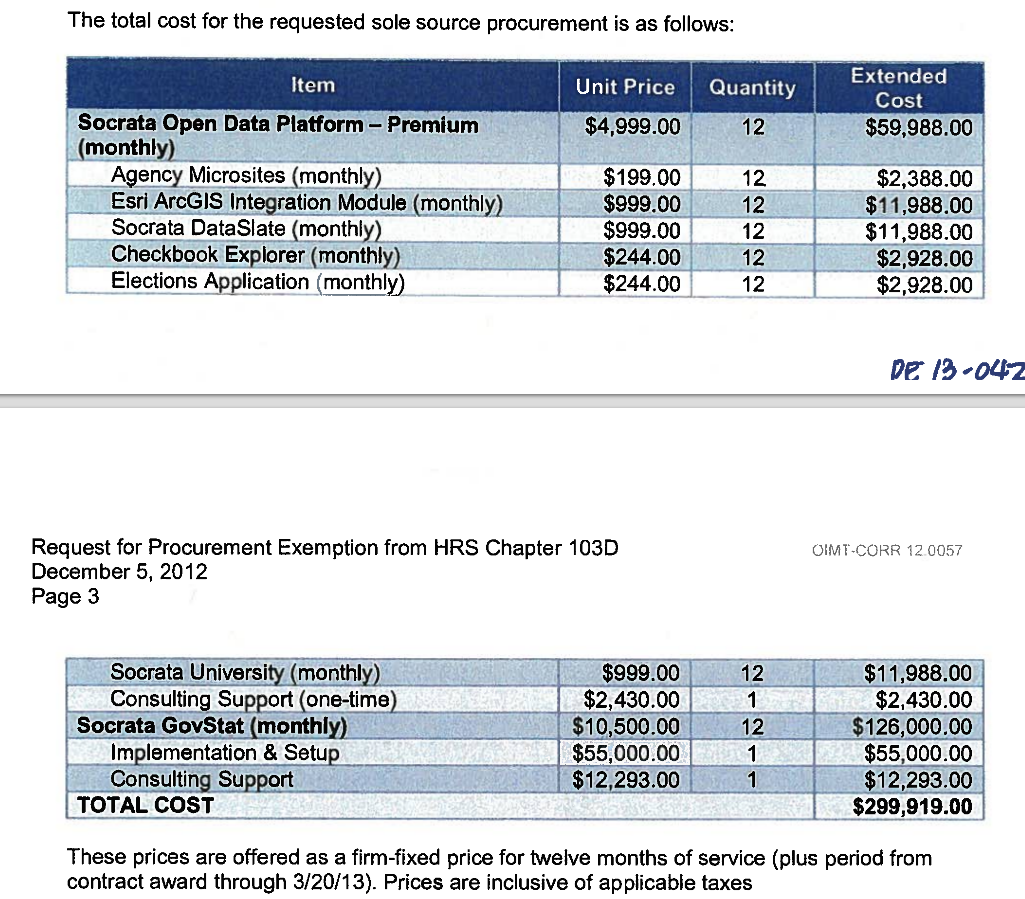 The total cost for the requested sole source procurement is as follows:
Item Unit Price Quantity Extended Cost
Socrata Open Data Platform – Premium (monthly) $4,999.00 12 $59,988.00
Agency Microsites (monthly) $199.00 12 $2,388.00
Esri ArcGIS Integration Module (monthly) $999.00 12 $11,988.00
Socrata DataSlate (monthly) $999.00 12 $11,988.00
Checkbook Explorer (monthly) $244.00 12 $2,928.00
Elections Application (monthly) $244.00 12 $2,928.00
DE 13-042
Request for Procurement Exemption from HRS Chapter 103D
OIMT-CORR 12.0057
December 5, 2012
Page 3
Socrata University (monthly) $999.00 12 $11,988.00
Consulting Support (one-time) $2,430.00 1 $2,430.00
Socrata GovStat (monthly) $10,500.00 12 $126,000.00
Implementation & Setup $55,000.00 1 $55,000.00
Consulting Support $12,293.00 1 $12,293.00
TOTAL COST $299,919.00
These prices are offered as a firm-fixed price for twelve months of service (plus period from
contract award through 3/20/13). Prices are inclusive of applicable taxes